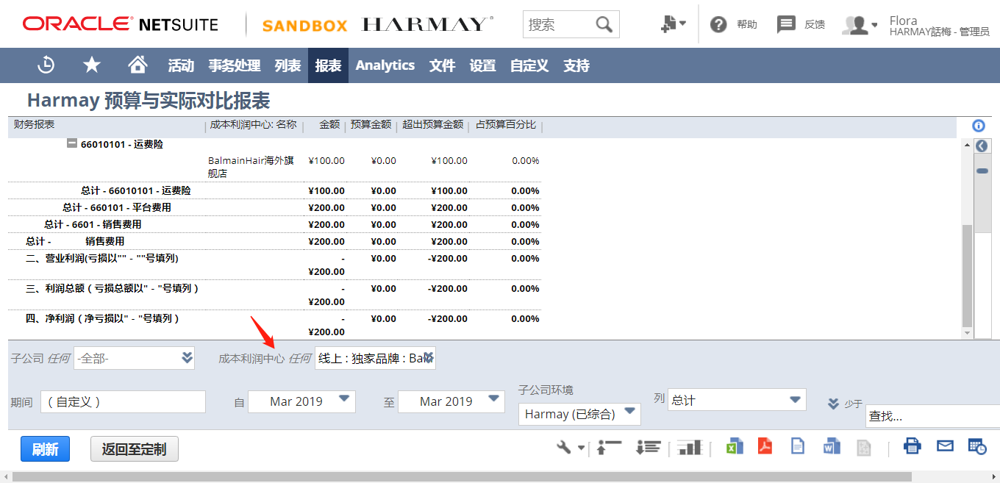 ORACLE® NETSUITE
SANDBOX
HARMAY®
搜索
帮助
反馈
Flora
HARMAY話梅 - 管理员
活动 事务处理 列表 报表 Analytics 文件 设置 自定义 支持
Harmay 预算与实际对比报表
财务报表 成本利润中心: 名称 金额 预算金额 超出预算金额 占预算百分比
66010101 - 运费险
BalmainHair海外旗 ¥100.00 ¥0.00 ¥100.00 0.00%
舰店
总计 - 66010101 - 运费险 ¥100.00 ¥0.00 ¥100.00 0.00%
总计 - 660101 - 平台费用 ¥200.00 ¥0.00 ¥200.00 0.00%
总计 - 6601 - 销售费用 ¥200.00 ¥0.00 ¥200.00 0.00%
总计 - 销售费用 ¥200.00 ¥0.00 ¥200.00 0.00%
二、营业利润(亏损以"" - ""号填列) - ¥0.00 -¥200.00 0.00%
¥200.00
三、利润总额（亏损总额以" - "号填列） - ¥0.00 -¥200.00 0.00%
¥200.00
四、净利润（净亏损以" - "号填列） - ¥0.00 -¥200.00 0.00%
¥200.00
子公司 任何 -全部- 成本利润中心 任何 线上 : 独家品牌 : Bal
子公司环境
期间 （自定义） 自 Mar 2019 至 Mar 2019 Harmay (已综合) 列 总计 少于
查找...
刷新 返回至定制